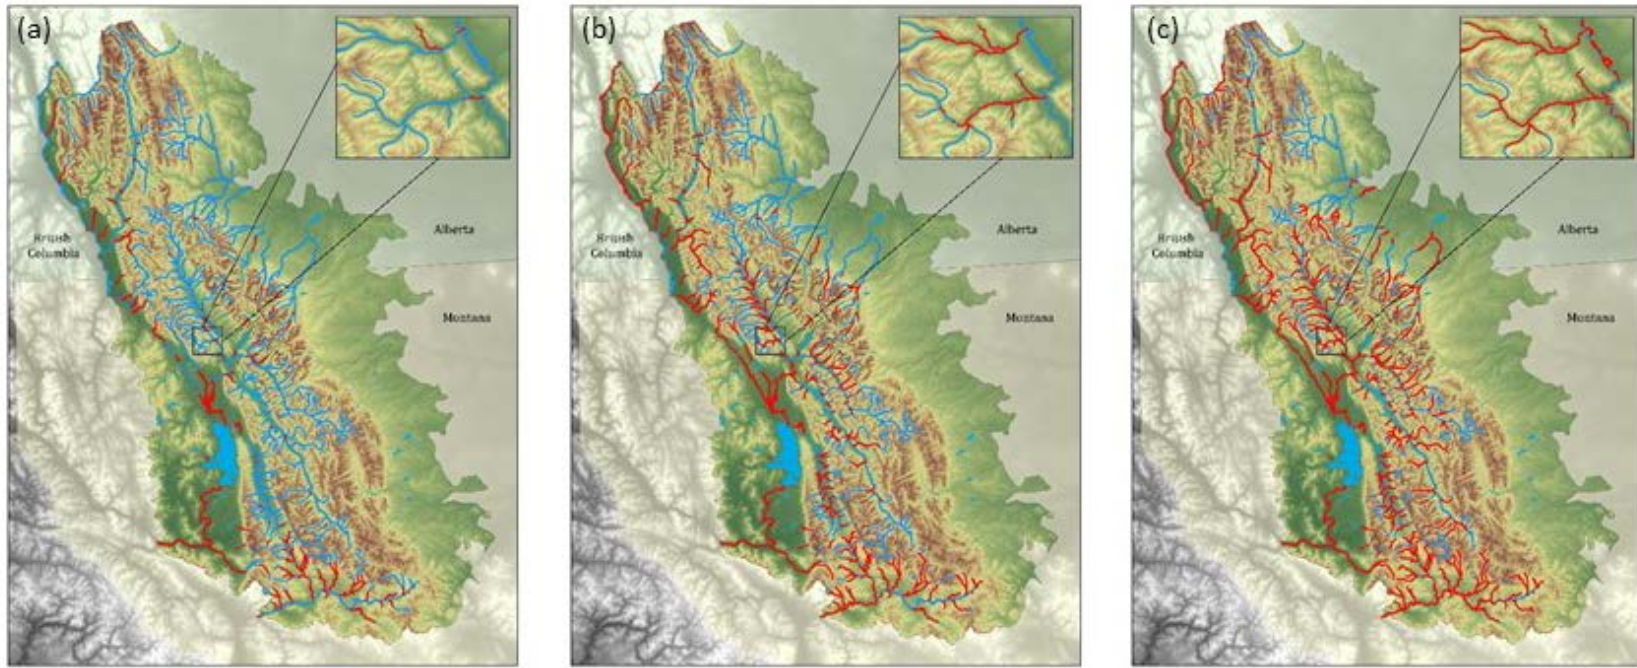 (a)
Alberta
British
Columbia
Montana
(b)
Alberta
British
Columbia
Montana
(c)
Alberta
British
Columbia
Montana